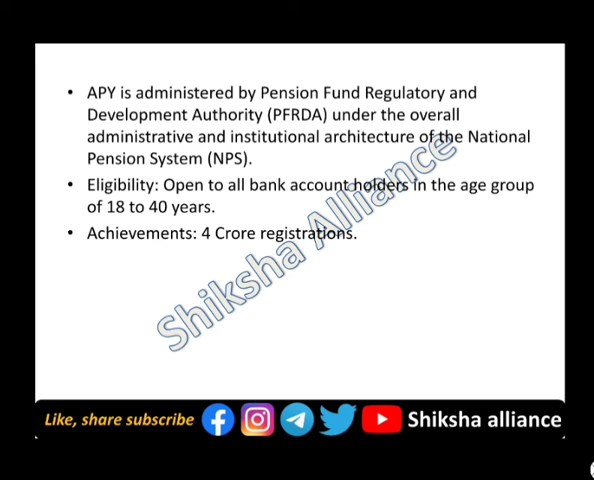 • APY is administered by Pension Fund Regulatory and
Development Authority (PFRDA) under the overall
administrative and institutional architecture of the National
Pension System (NPS).
• Eligibility: Open to all bank account holders in the age group
of 18 to 40 years.
• Achievements: 4 Crore registrations.
Shiksha Alliance
Like, share subscribe Shiksha alliance